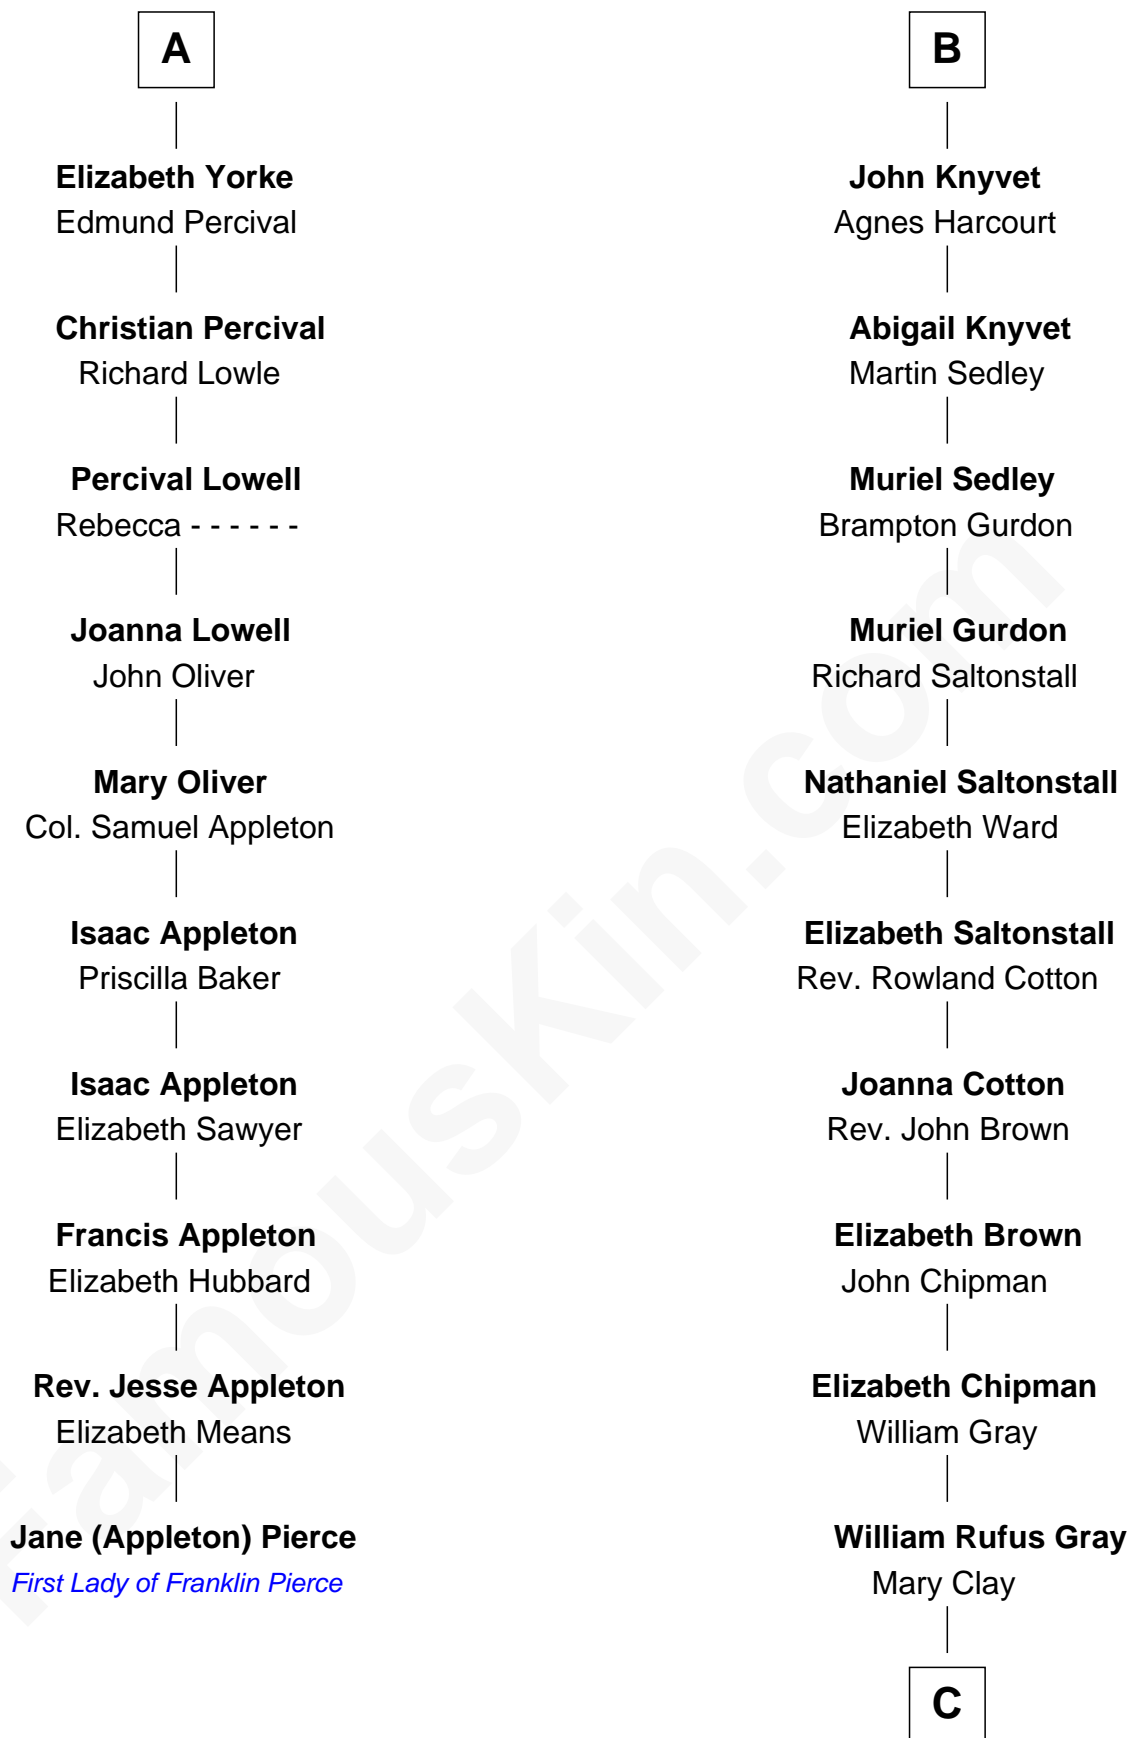 A
Elizabeth Yorke
Edmund Percival
Christian Percival
Richard Lowle
Percival Lowell
Rebecca - - - - - -
Joanna Lowell
John Oliver
Mary Oliver
Col. Samuel Appleton
Isaac Appleton
Priscilla Baker
Isaac Appleton
Elizabeth Sawyer
Francis Appleton
Elizabeth Hubbard
Rev. Jesse Appleton
Elizabeth Means
Jane (Appleton) Pierce
First Lady of Franklin Pierce
B
John Knyvet
Agnes Harcourt
Abigail Knyvet
Martin Sedley
Muriel Sedley
Brampton Gurdon
Muriel Gurdon
Richard Saltonstall
Nathaniel Saltonstall
Elizabeth Ward
Elizabeth Saltonstall
Rev. Rowland Cotton
Joanna Cotton
Rev. John Brown
Elizabeth Brown
John Chipman
Elizabeth Chipman
William Gray
William Rufus Gray
Mary Clay
C
FamousKin.com